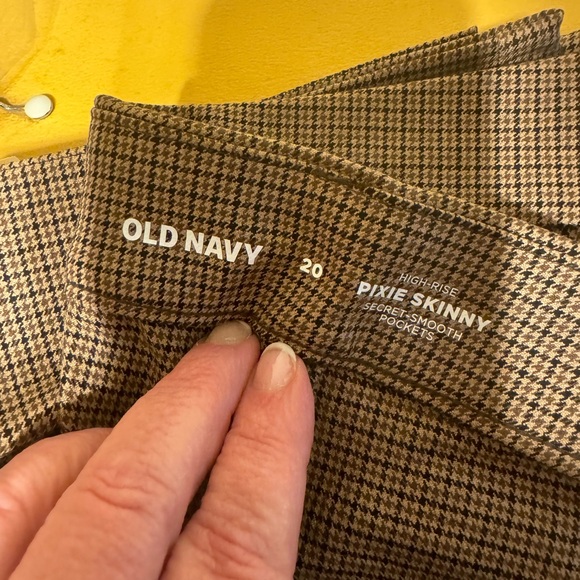 OLD NAVY
20
HIGH-RISE
PIXIE SKINNY
SECRET-SMOOTH
POCKETS